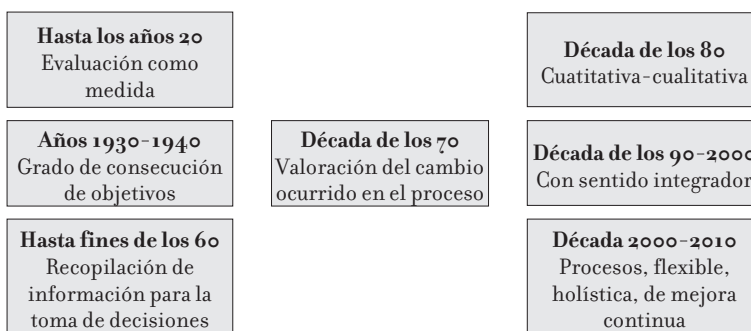 Hasta los años 20
Evaluación como
medida
Años 1930-1940
Grado de consecución
de objetivos
Hasta fines de los 60
Recopilación de
información para la
toma de decisiones
Década de los 70
Valoración del cambio
ocurrido en el proceso
Década de los 80
Cuatitativa-cualitativa
Década de los 90-2000
Con sentido integrador
Década 2000-2010
Procesos, flexible,
holística, de mejora
continua